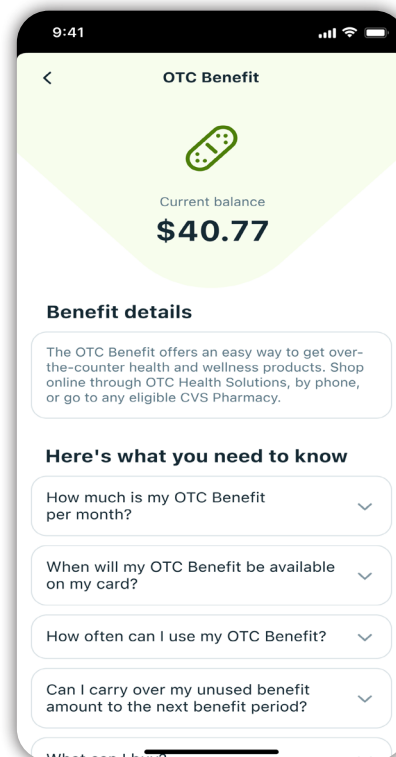 9:41
OTC Benefit
Current balance
$40.77
Benefit details
The OTC Benefit offers an easy way to get over-
the-counter health and wellness products. Shop
online through OTC Health Solutions, by phone,
or go to any eligible CVS Pharmacy.
Here's what you need to know
How much is my OTC Benefit
per month?
When will my OTC Benefit be available
on my card?
How often can I use my OTC Benefit?
Can I carry over my unused benefit
amount to the next benefit period?
What can I buy?